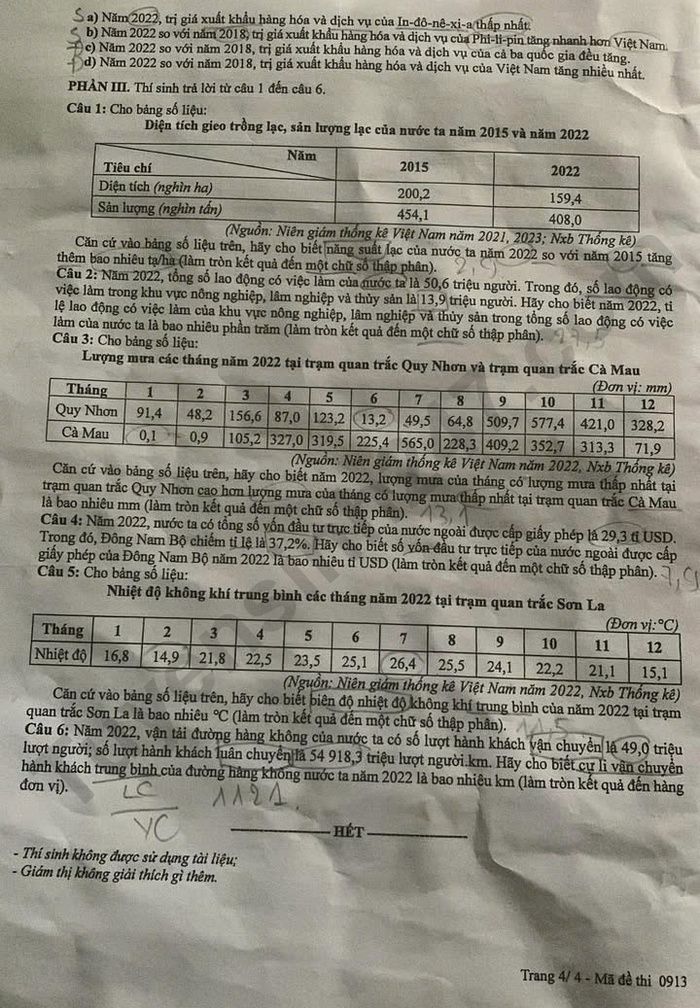 S a) Năm 2022, trị giá xuất khẩu hàng hóa và dịch vụ của In-đô-nê-xi-a thấp nhất.
S b) Năm 2022 so với năm 2018, trị giá xuất khẩu hàng hóa và dịch vụ của Phi-li-pin tăng nhanh hơn Việt Nam.
c) Năm 2022 so với năm 2018, trị giá xuất khẩu hàng hóa và dịch vụ của cả ba quốc gia đều tăng.
d) Năm 2022 so với năm 2018, trị giá xuất khẩu hàng hóa và dịch vụ của Việt Nam tăng nhiều nhất.
PHẦN III. Thí sinh trả lời từ câu 1 đến câu 6.
Câu 1: Cho bảng số liệu:
Diện tích gieo trồng lạc, sản lượng lạc của nước ta năm 2015 và năm 2022
Năm
Tiêu chí 2015 2022
Diện tích (nghìn ha) 200,2 159,4
Sản lượng (nghìn tấn) 454,1 408,0
(Nguồn: Niên giám thống kê Việt Nam năm 2021, 2023; Nxb Thống kê)
Căn cứ vào bảng số liệu trên, hãy cho biết năng suất lạc của nước ta năm 2022 so với năm 2015 tăng
thêm bao nhiêu tạ/ha (làm tròn kết quả đến một chữ số thập phân). 2,9
Câu 2: Năm 2022, tổng số lao động có việc làm của nước ta là 50,6 triệu người. Trong đó, số lao động có
việc làm trong khu vực nông nghiệp, lâm nghiệp và thủy sản là 13,9 triệu người. Hãy cho biết năm 2022, tỉ
lệ lao động có việc làm của khu vực nông nghiệp, lâm nghiệp và thủy sản trong tổng số lao động có việc
làm của nước ta là bao nhiêu phần trăm (làm tròn kết quả đến một chữ số thập phân). 27,5
Câu 3: Cho bảng số liệu:
Lượng mưa các tháng năm 2022 tại trạm quan trắc Quy Nhơn và trạm quan trắc Cà Mau
(Đơn vị: mm)
Tháng 1 2 3 4 5 6 7 8 9 10 11 12
Quy Nhơn 91,4 48,2 156,6 87,0 123,2 13,2 49,5 64,8 509,7 577,4 421,0 328,2
Cà Mau 0,1 0,9 105,2 327,0 319,5 225,4 565,0 228,3 409,2 352,7 313,3 71,9
(Nguồn: Niên giám thống kê Việt Nam năm 2022, Nxb Thống kê)
Căn cứ vào bảng số liệu trên, hãy cho biết năm 2022, lượng mưa của tháng có lượng mưa thấp nhất tại
trạm quan trắc Quy Nhơn cao hơn lượng mưa của tháng có lượng mưa thấp nhất tại trạm quan trắc Cà Mau
là bao nhiêu mm (làm tròn kết quả đến một chữ số thập phân). 13,1
Câu 4: Năm 2022, nước ta có tổng số vốn đầu tư trực tiếp của nước ngoài được cấp giấy phép là 29,3 tỉ USD.
Trong đó, Đông Nam Bộ chiếm tỉ lệ là 37,2%. Hãy cho biết số vốn đầu tư trực tiếp của nước ngoài được cấp
giấy phép của Đông Nam Bộ năm 2022 là bao nhiêu tỉ USD (làm tròn kết quả đến một chữ số thập phân). 7,9
Câu 5: Cho bảng số liệu:
Nhiệt độ không khí trung bình các tháng năm 2022 tại trạm quan trắc Sơn La
(Đơn vị:°C)
Tháng 1 2 3 4 5 6 7 8 9 10 11 12
Nhiệt độ 16,8 14,9 21,8 22,5 23,5 25,1 26,4 25,5 24,1 22,2 21,1 15,1
(Nguồn: Niên giám thống kê Việt Nam năm 2022, Nxb Thống kê)
Căn cứ vào bảng số liệu trên, hãy cho biết biên độ nhiệt độ không khí trung bình của năm 2022 tại trạm
quan trắc Sơn La là bao nhiêu °C (làm tròn kết quả đến một chữ số thập phân). 11,5
Câu 6: Năm 2022, vận tải đường hàng không của nước ta có số lượt hành khách vận chuyển là 49,0 triệu
lượt người; số lượt hành khách luân chuyển là 54 918,3 triệu lượt người.km. Hãy cho biết cự li vận chuyển
hành khách trung bình của đường hàng không nước ta năm 2022 là bao nhiêu km (làm tròn kết quả đến hàng
đơn vị). LC 1121.
VC
HẾT
- Thí sinh không được sử dụng tài liệu;
- Giám thị không giải thích gì thêm.
Trang 4/ 4 - Mã đề thi 0913